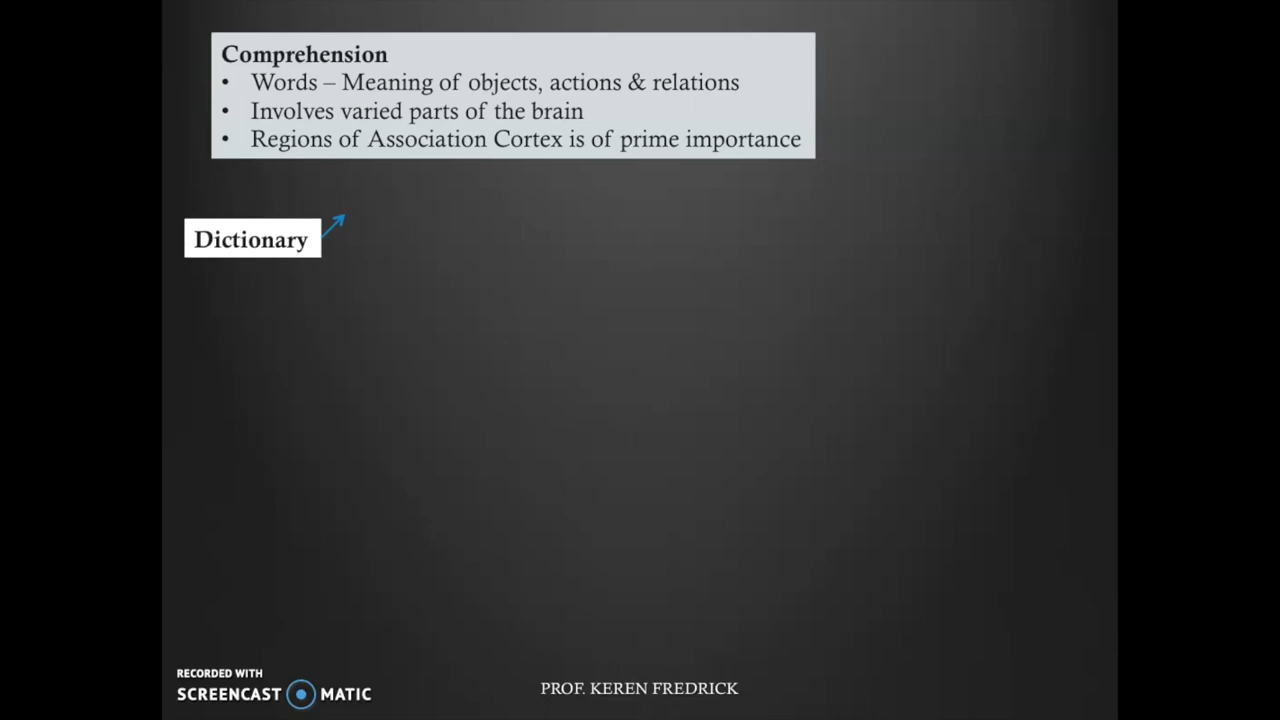 Comprehension
• Words – Meaning of objects, actions & relations
• Involves varied parts of the brain
• Regions of Association Cortex is of prime importance
Dictionary
RECORDED WITH
SCREENCAST MATIC
PROF. KEREN FREDRICK